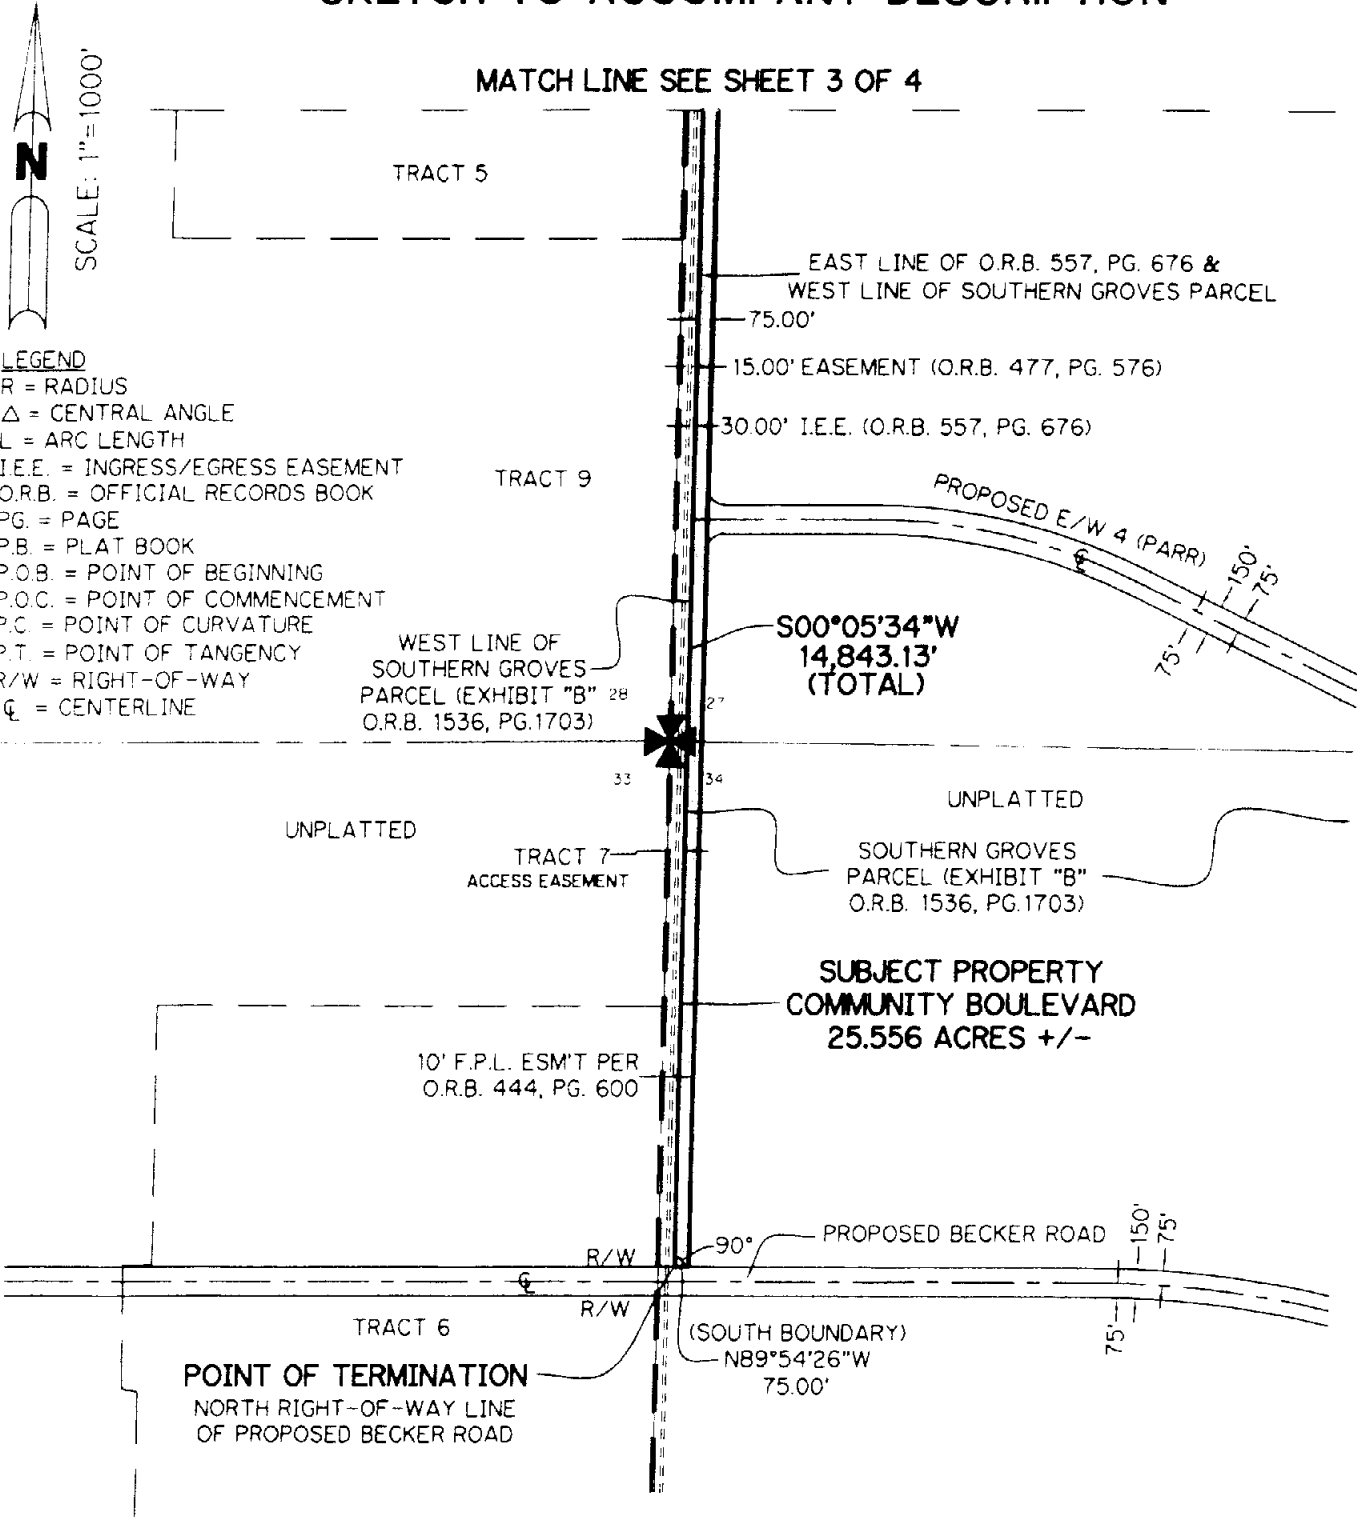 MATCH LINE SEE SHEET 3 OF 4
N
SCALE: 1"=1000'
TRACT 5
EAST LINE OF O.R.B. 557, PG. 676 &
WEST LINE OF SOUTHERN GROVES PARCEL
75.00'
15.00' EASEMENT (O.R.B. 477, PG. 576)
30.00' I.E.E. (O.R.B. 557, PG. 676)
LEGEND
R = RADIUS
△ = CENTRAL ANGLE
L = ARC LENGTH
I.E.E. = INGRESS/EGRESS EASEMENT
O.R.B. = OFFICIAL RECORDS BOOK
PG. = PAGE
P.B. = PLAT BOOK
P.O.B. = POINT OF BEGINNING
P.O.C. = POINT OF COMMENCEMENT
P.C. = POINT OF CURVATURE
P.T. = POINT OF TANGENCY
R/W = RIGHT-OF-WAY
℄ = CENTERLINE
TRACT 9
PROPOSED E/W 4 (PARR)
℄
150'
75'
75'
WEST LINE OF
SOUTHERN GROVES
PARCEL (EXHIBIT "B"
O.R.B. 1536, PG.1703)
S00°05'34"W
14,843.13'
(TOTAL)
28
27
33
34
UNPLATTED
UNPLATTED
TRACT 7
ACCESS EASEMENT
SOUTHERN GROVES
PARCEL (EXHIBIT "B"
O.R.B. 1536, PG.1703)
SUBJECT PROPERTY
COMMUNITY BOULEVARD
25.556 ACRES +/-
10' F.P.L. ESM'T PER
O.R.B. 444, PG. 600
90°
PROPOSED BECKER ROAD
150'
75'
75'
R/W
℄
R/W
TRACT 6
(SOUTH BOUNDARY)
N89°54'26"W
75.00'
POINT OF TERMINATION
NORTH RIGHT-OF-WAY LINE
OF PROPOSED BECKER ROAD